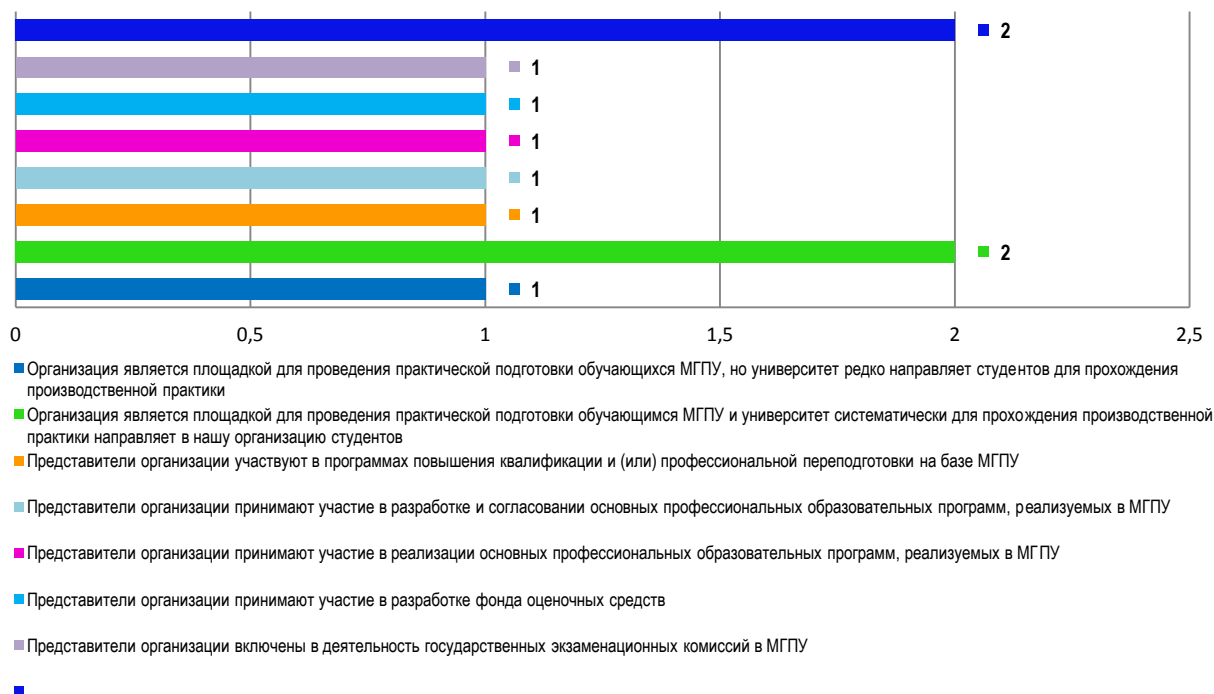 2
1
1
1
1
1
2
1
0 0,5 1 1,5 2 2,5
Организация является площадкой для проведения практической подготовки обучающихся МГПУ, но университет редко направляет студентов для прохождения
производственной практики
Организация является площадкой для проведения практической подготовки обучающимся МГПУ и университет систематически для прохождения производственной
практики направляет в нашу организацию студентов
Представители организации участвуют в программах повышения квалификации и (или) профессиональной переподготовки на базе МГПУ
Представители организации принимают участие в разработке и согласовании основных профессиональных образовательных программ, реализуемых в МГПУ
Представители организации принимают участие в реализации основных профессиональных образовательных программ, реализуемых в МГПУ
Представители организации принимают участие в разработке фонда оценочных средств
Представители организации включены в деятельность государственных экзаменационных комиссий в МГПУ